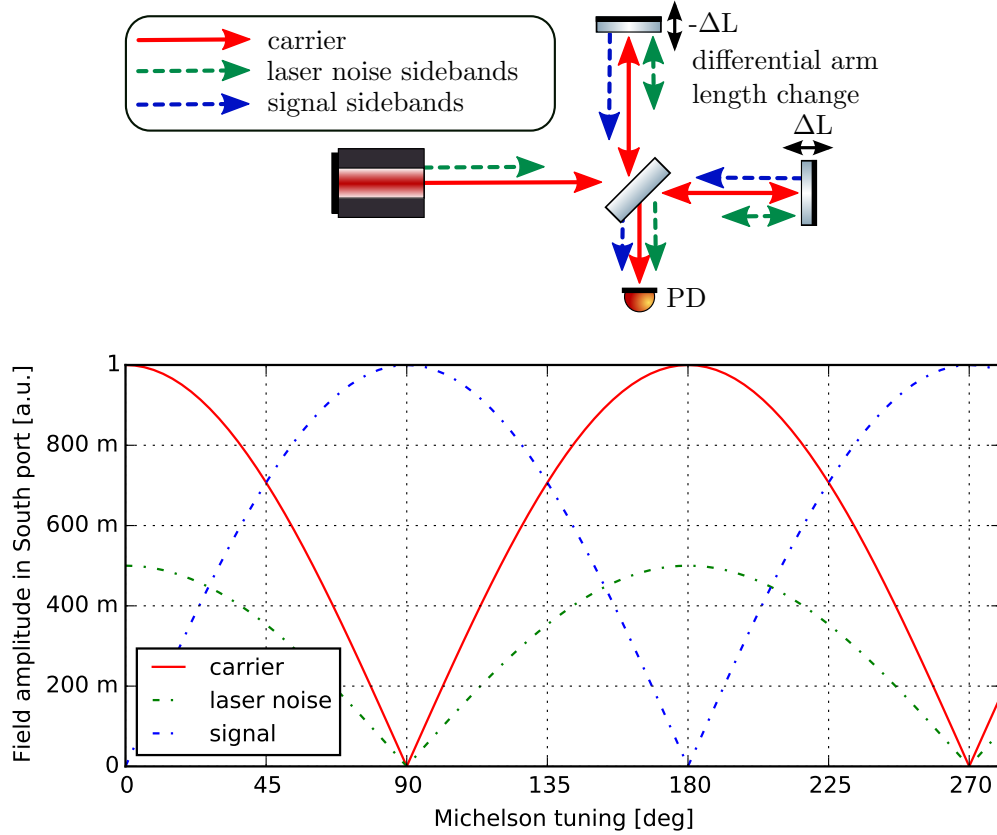 carrier
laser noise sidebands
signal sidebands
-ΔL
differential arm
length change
ΔL
PD
Field amplitude in South port [a.u.]
1
800 m
600 m
400 m
200 m
0
carrier
laser noise
signal
0 45 90 135 180 225 270
Michelson tuning [deg]